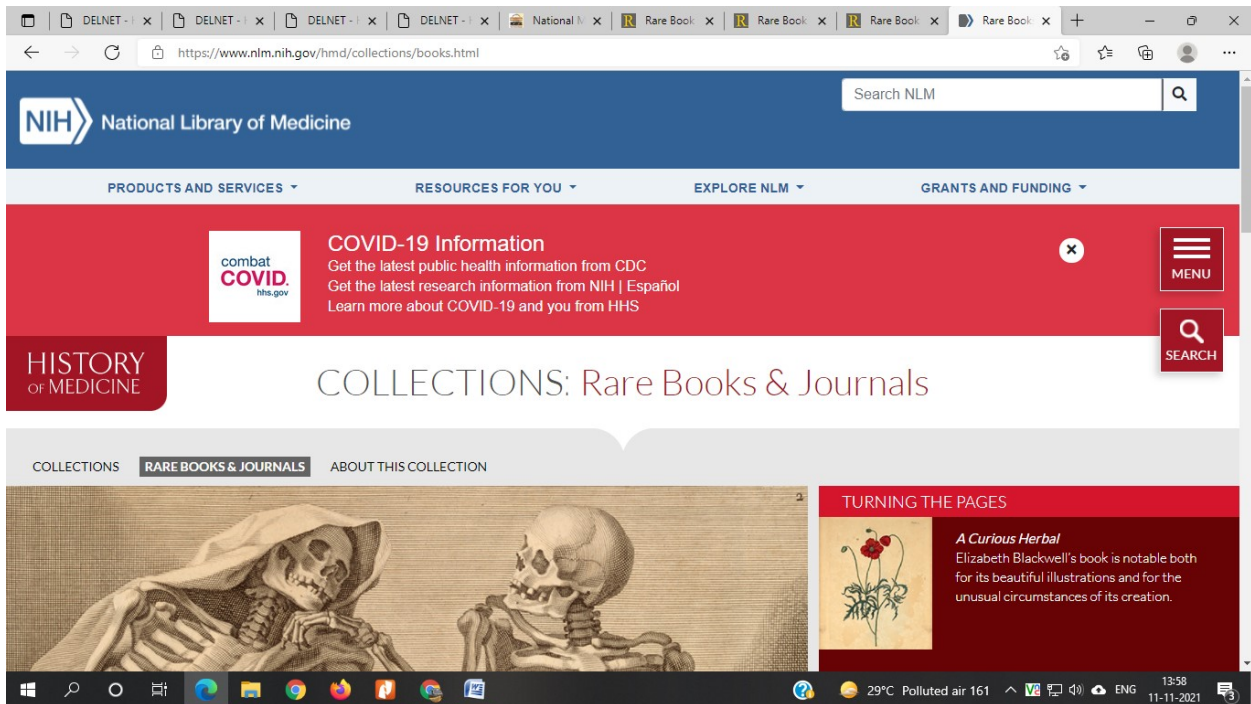 DELNET -
DELNET -
DELNET -
DELNET -
National M
Rare Book
Rare Book
Rare Book
Rare Book
https://www.nlm.nih.gov/hmd/collections/books.html
NIH National Library of Medicine
Search NLM
PRODUCTS AND SERVICES RESOURCES FOR YOU EXPLORE NLM GRANTS AND FUNDING
combat
COVID.
hhs.gov
COVID-19 Information
Get the latest public health information from CDC
Get the latest research information from NIH | Español
Learn more about COVID-19 and you from HHS
MENU
SEARCH
HISTORY
OF MEDICINE
COLLECTIONS: Rare Books & Journals
COLLECTIONS RARE BOOKS & JOURNALS ABOUT THIS COLLECTION
2
TURNING THE PAGES
A Curious Herbal
Elizabeth Blackwell's book is notable both
for its beautiful illustrations and for the
unusual circumstances of its creation.
29°C Polluted air 161 ENG
13:58
11-11-2021
3